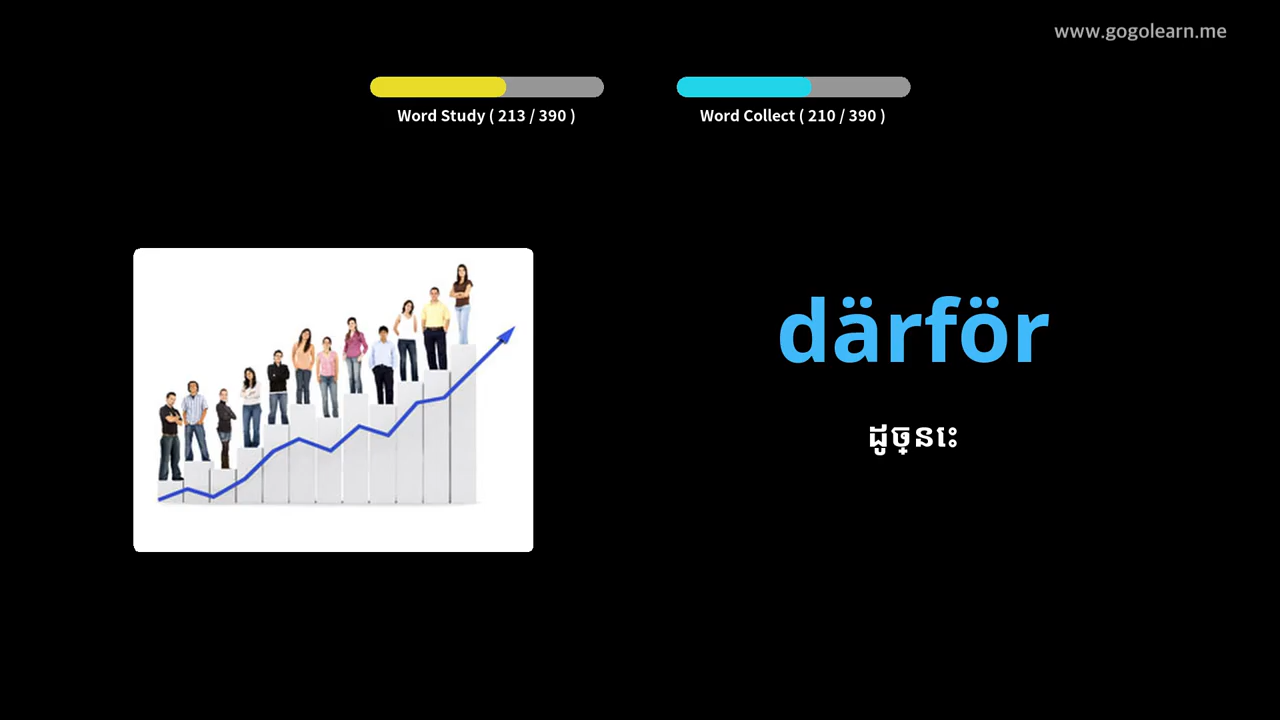 www.gogolearn.me
Word Study ( 213 / 390 )
Word Collect ( 210 / 390 )
därför
ដូច្នេះ